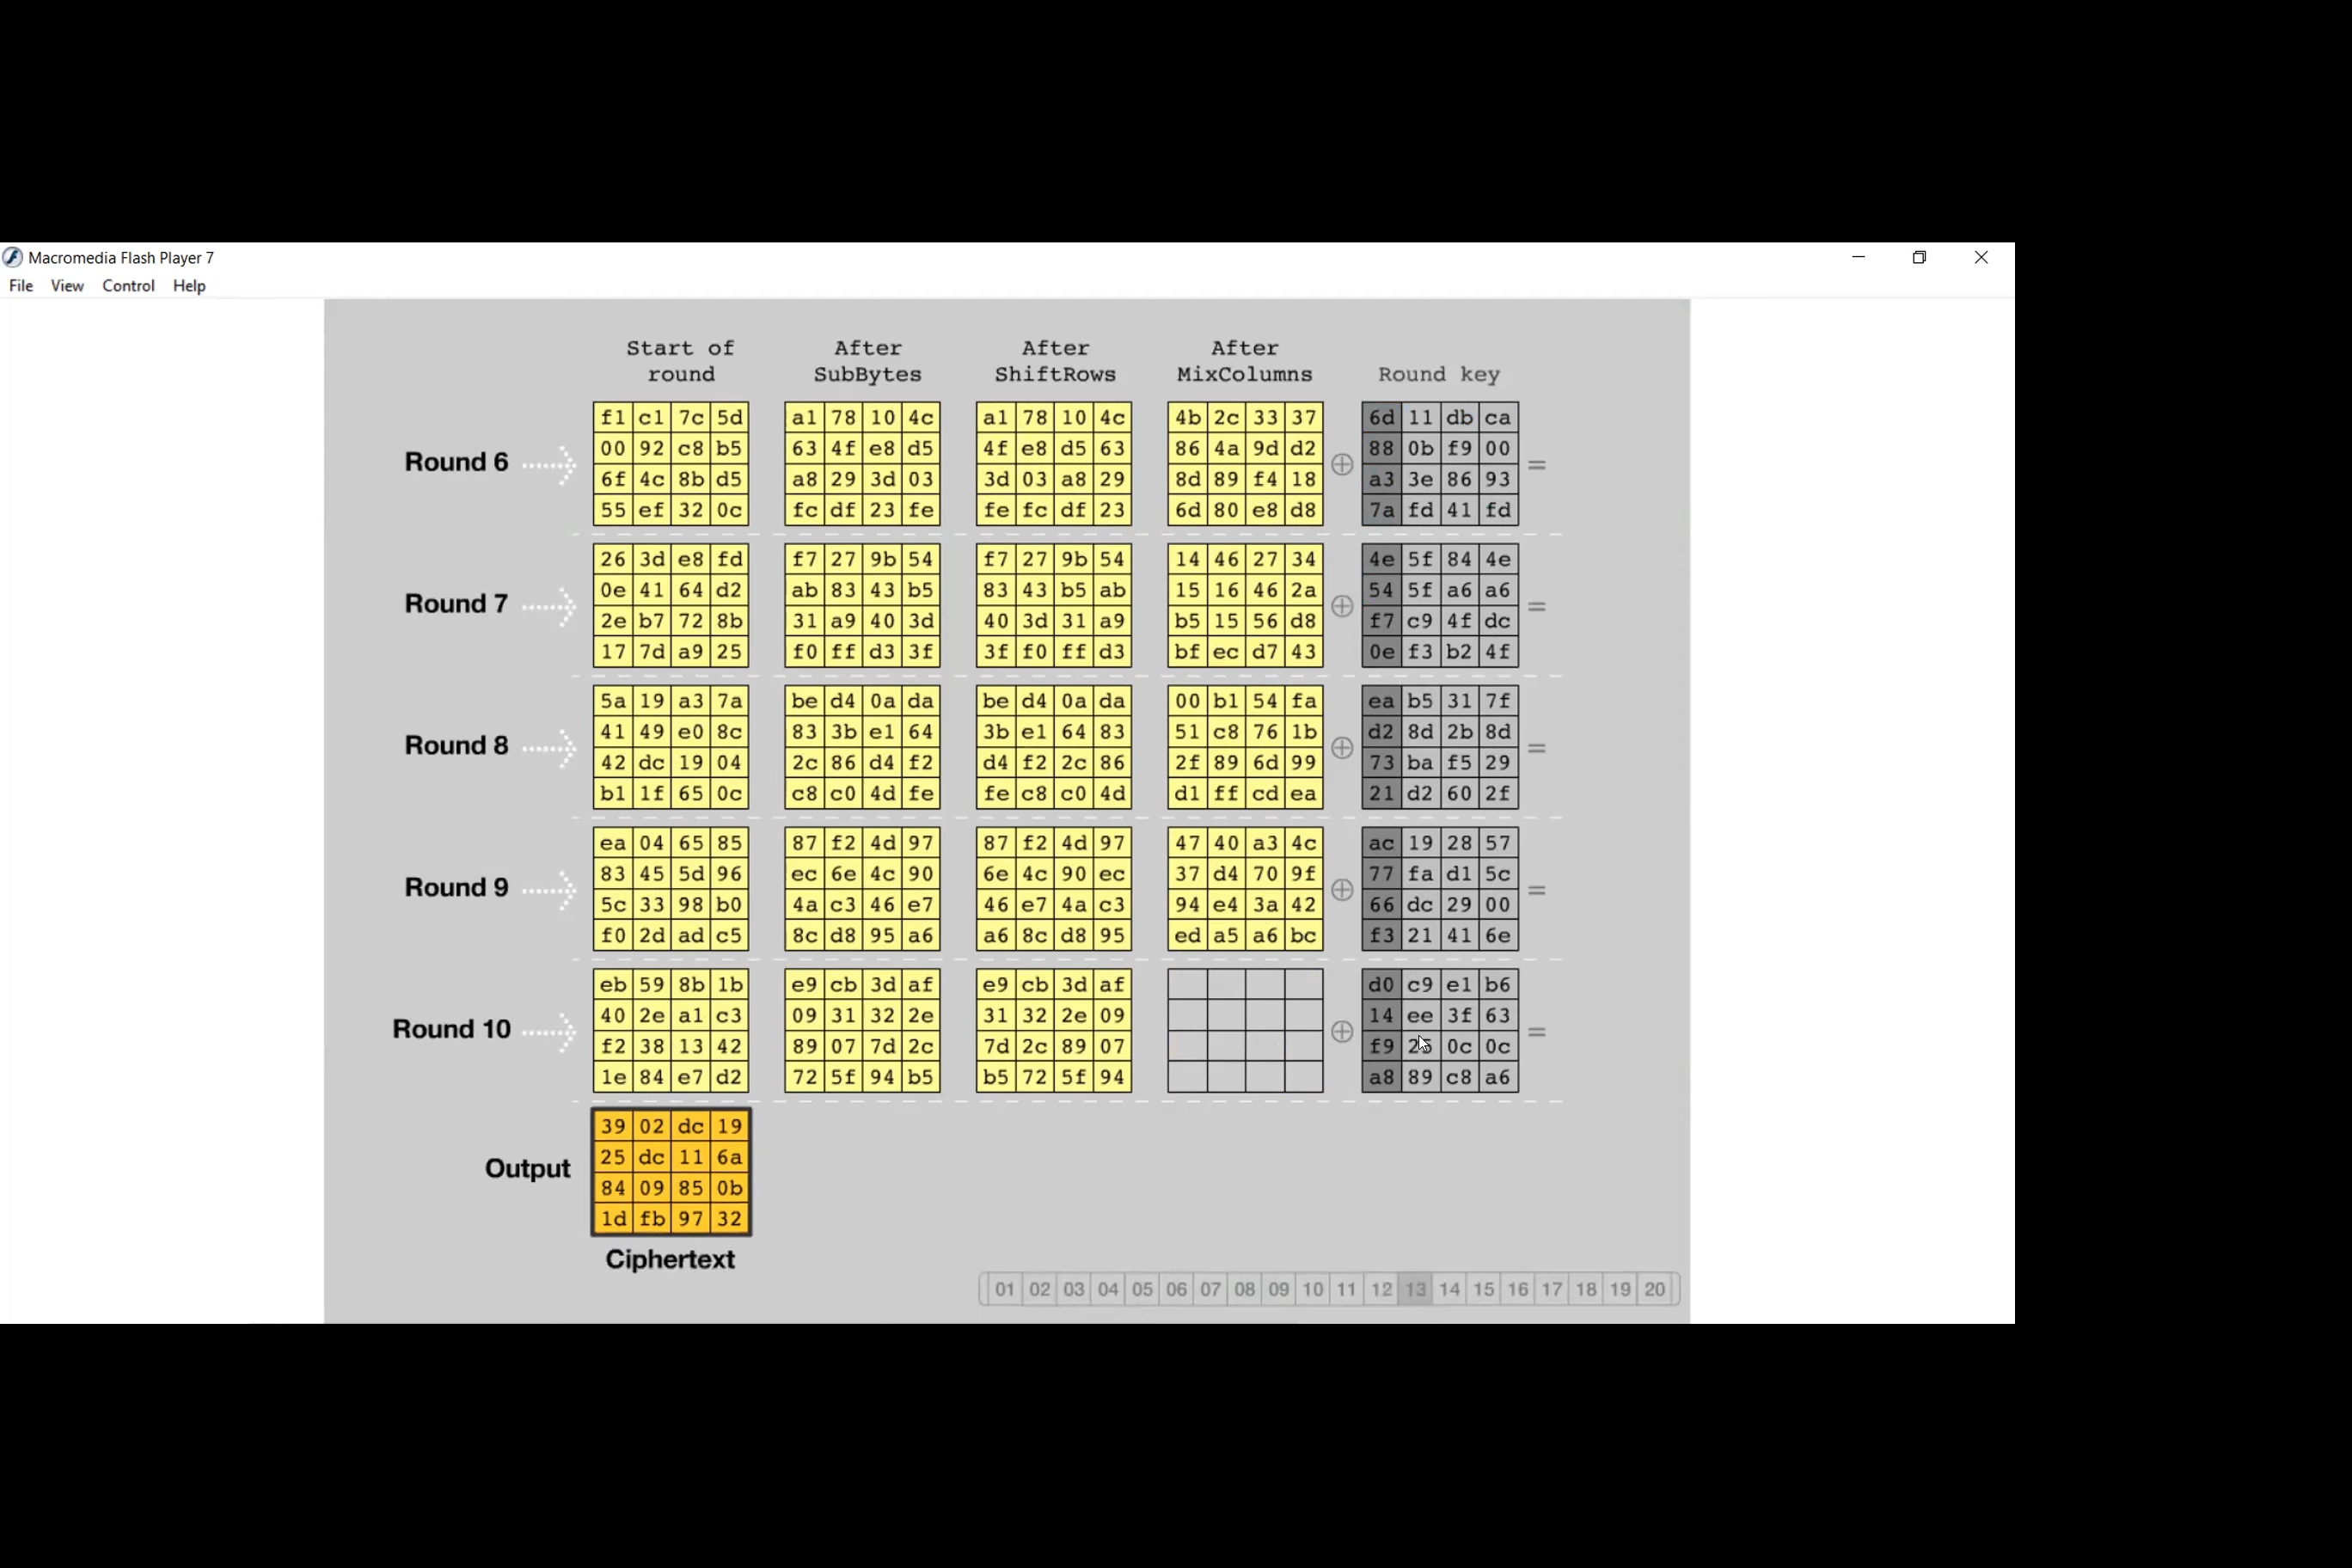 Macromedia Flash Player 7
File View Control Help
Start of After After After
round SubBytes ShiftRows MixColumns Round key
f1 c1 7c 5d a1 78 10 4c a1 78 10 4c 4b 2c 33 37 6d 11 db ca
00 92 c8 b5 63 4f e8 d5 4f e8 d5 63 86 4a 9d d2 88 0b f9 00
Round 6 ⊕ =
6f 4c 8b d5 a8 29 3d 03 3d 03 a8 29 8d 89 f4 18 a3 3e 86 93
55 ef 32 0c fc df 23 fe fe fc df 23 6d 80 e8 d8 7a fd 41 fd
26 3d e8 fd f7 27 9b 54 f7 27 9b 54 14 46 27 34 4e 5f 84 4e
0e 41 64 d2 ab 83 43 b5 83 43 b5 ab 15 16 46 2a 54 5f a6 a6
Round 7 ⊕ =
2e b7 72 8b 31 a9 40 3d 40 3d 31 a9 b5 15 56 d8 f7 c9 4f dc
17 7d a9 25 f0 ff d3 3f 3f f0 ff d3 bf ec d7 43 0e f3 b2 4f
5a 19 a3 7a be d4 0a da be d4 0a da 00 b1 54 fa ea b5 31 7f
41 49 e0 8c 83 3b e1 64 3b e1 64 83 51 c8 76 1b d2 8d 2b 8d
Round 8 ⊕ =
42 dc 19 04 2c 86 d4 f2 d4 f2 2c 86 2f 89 6d 99 73 ba f5 29
b1 1f 65 0c c8 c0 4d fe fe c8 c0 4d d1 ff cd ea 21 d2 60 2f
ea 04 65 85 87 f2 4d 97 87 f2 4d 97 47 40 a3 4c ac 19 28 57
83 45 5d 96 ec 6e 4c 90 6e 4c 90 ec 37 d4 70 9f 77 fa d1 5c
Round 9 ⊕ =
5c 33 98 b0 4a c3 46 e7 46 e7 4a c3 94 e4 3a 42 66 dc 29 00
f0 2d ad c5 8c d8 95 a6 a6 8c d8 95 ed a5 a6 bc f3 21 41 6e
eb 59 8b 1b e9 cb 3d af e9 cb 3d af d0 c9 e1 b6
40 2e a1 c3 09 31 32 2e 31 32 2e 09 14 ee 3f 63
Round 10 ⊕ =
f2 38 13 42 89 07 7d 2c 7d 2c 89 07 f9 25 0c 0c
1e 84 e7 d2 72 5f 94 b5 b5 72 5f 94 a8 89 c8 a6
39 02 dc 19
25 dc 11 6a
Output
84 09 85 0b
1d fb 97 32
Ciphertext
01 02 03 04 05 06 07 08 09 10 11 12 13 14 15 16 17 18 19 20